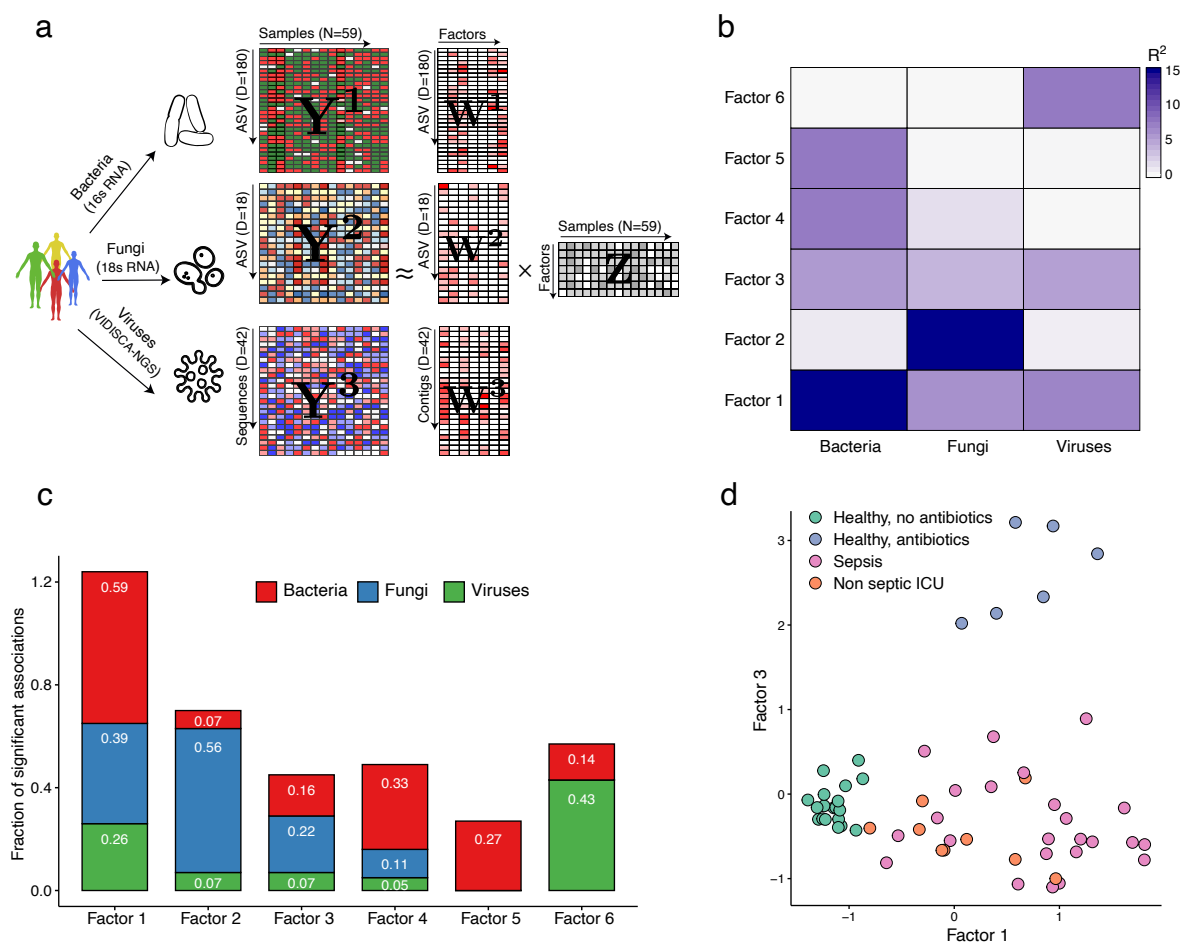 a
Samples (N=59)
Factors
ASV (D=180)
Y 1
ASV (D=180)
W 1
Bacteria
(16s RNA)
ASV (D=18)
Y 2
ASV (D=18)
W 2
Fungi
(18s RNA)
≈
×
Samples (N=59)
Factors
Z
Viruses
(VIDISCA-NGS)
Sequences (D=42)
Y 3
Contigs (D=42)
W 3
b
R2
15
10
5
0
Factor 6
Factor 5
Factor 4
Factor 3
Factor 2
Factor 1
Bacteria Fungi Viruses
c
Fraction of significant associations
1.2
0.8
0.4
0.0
Bacteria Fungi Viruses
0.59
0.39
0.26
0.07
0.56
0.07
0.16
0.22
0.07
0.33
0.11
0.05
0.27
0.14
0.43
Factor 1 Factor 2 Factor 3 Factor 4 Factor 5 Factor 6
d
Healthy, no antibiotics
Healthy, antibiotics
Sepsis
Non septic ICU
Factor 3
3
2
1
0
−1
−1 0 1
Factor 1